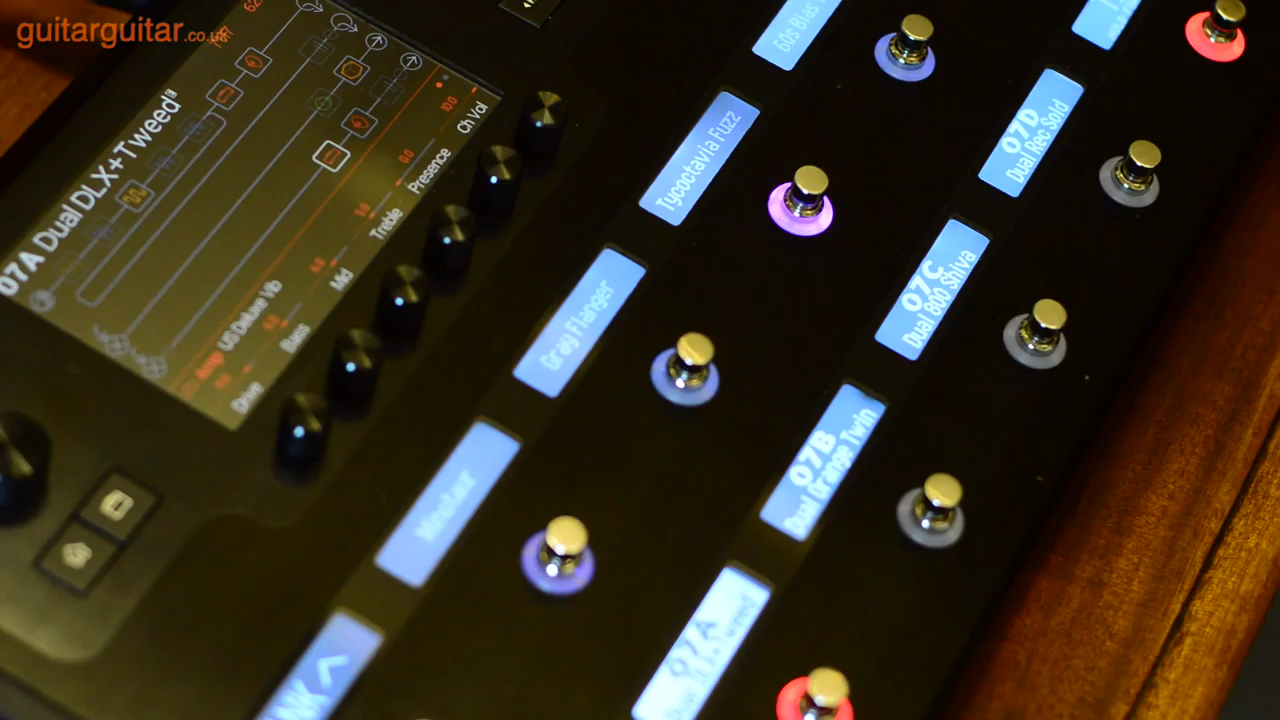 guitarguitar.co.uk
07A Dual DLX+Tweed
Amp US Deluxe Vib
Drive
Bass
Mid
Treble
Presence
Ch Vol
10.0
60s Bias
Tycoctavia Fuzz
Gray Flanger
07D
Dual Rec Sold
07C
Dual 800 Shiva
07B
Dual Orange Twin
07A